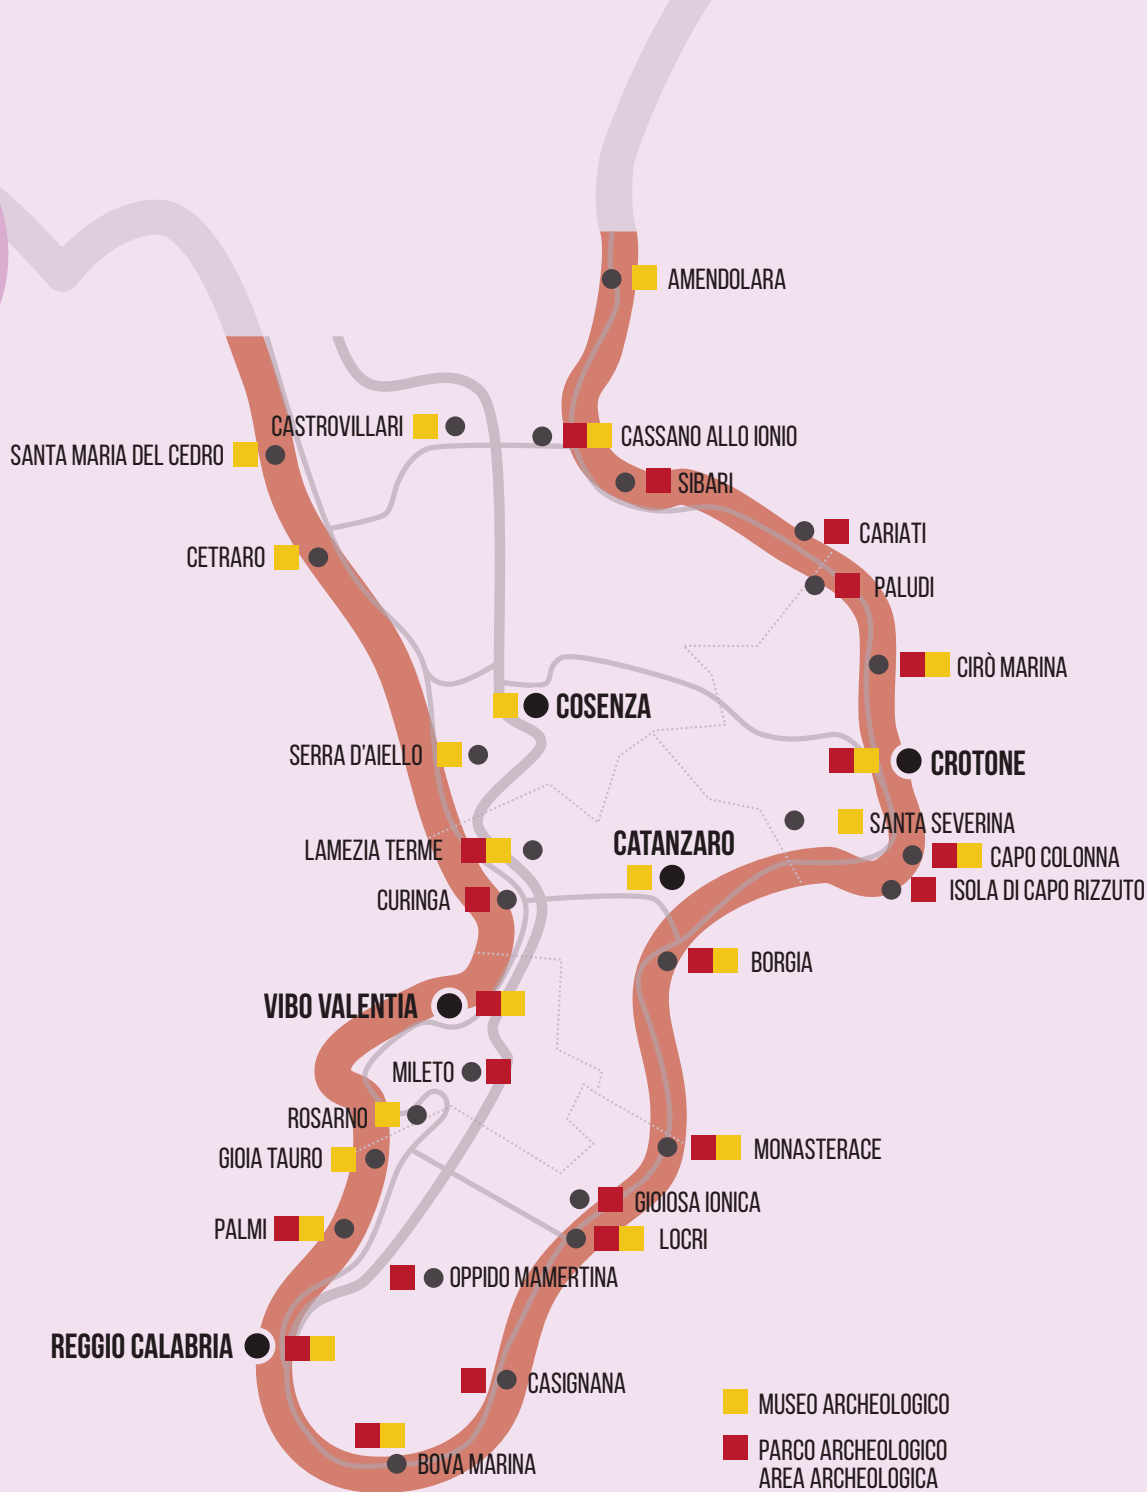 AMENDOLARA
CASTROVILLARI
CASSANO ALLO IONIO
SANTA MARIA DEL CEDRO
SIBARI
CARIATI
CETRARO
PALUDI
CIRÒ MARINA
COSENZA
SERRA D'AIELLO
CROTONE
SANTA SEVERINA
CATANZARO
LAMEZIA TERME
CAPO COLONNA
ISOLA DI CAPO RIZZUTO
CURINGA
BORGIA
VIBO VALENTIA
MILETO
ROSARNO
MONASTERACE
GIOIA TAURO
GIOIOSA IONICA
PALMI
LOCRI
OPPIDO MAMERTINA
REGGIO CALABRIA
CASIGNANA
BOVA MARINA
MUSEO ARCHEOLOGICO
PARCO ARCHEOLOGICO
AREA ARCHEOLOGICA